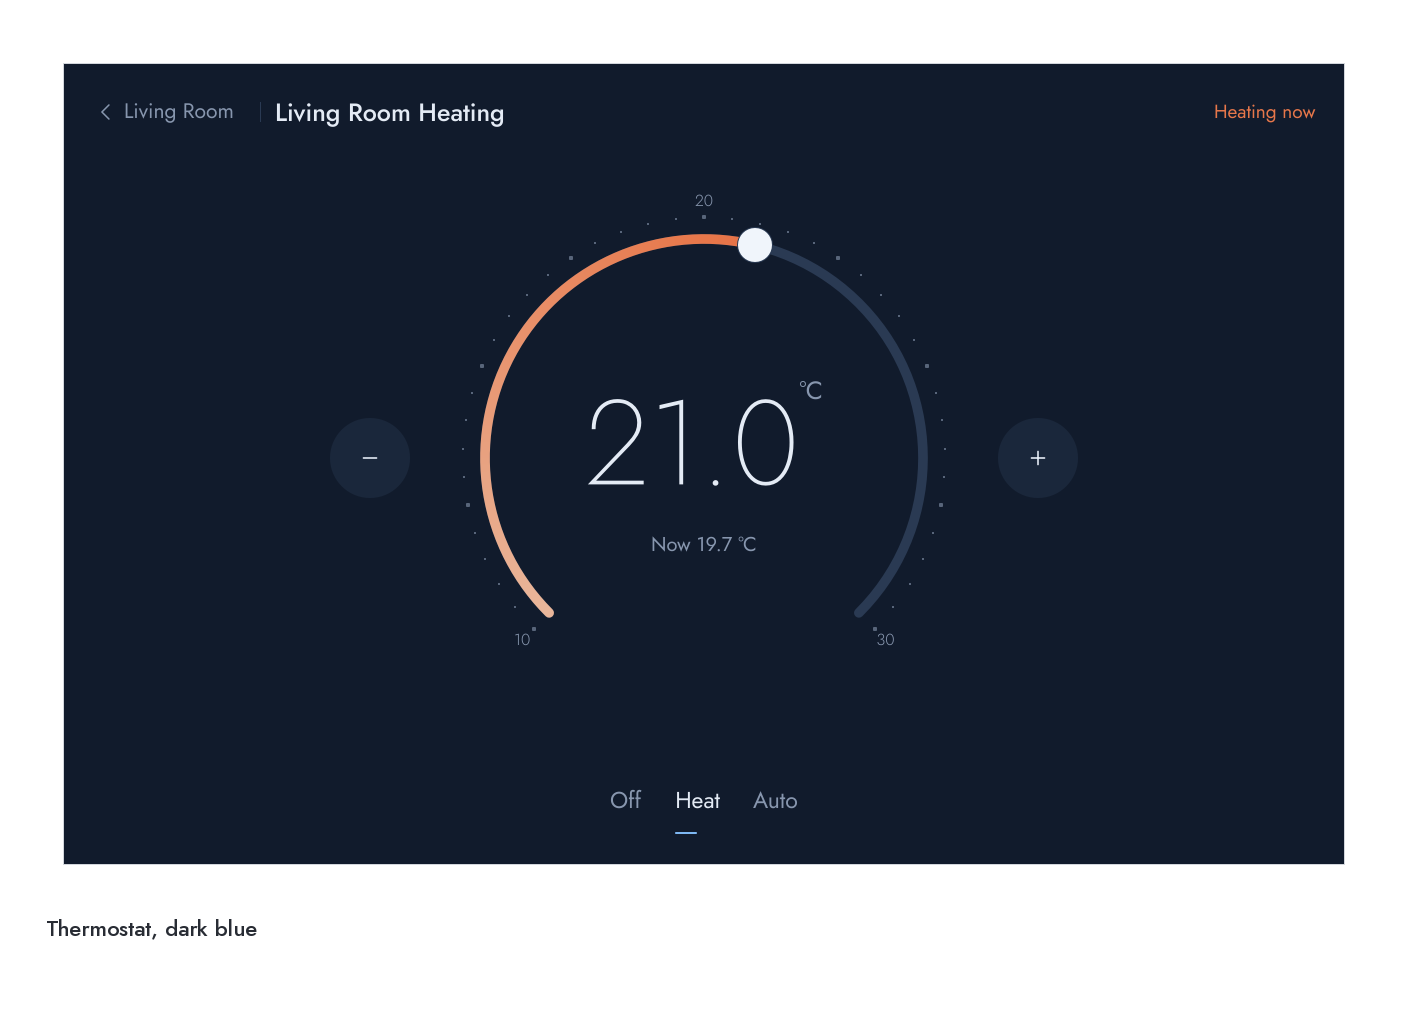 Living Room
Living Room Heating
Heating now
20
21.0 °C
−
+
Now 19.7 °C
10
30
Off
Heat
Auto
Thermostat, dark blue